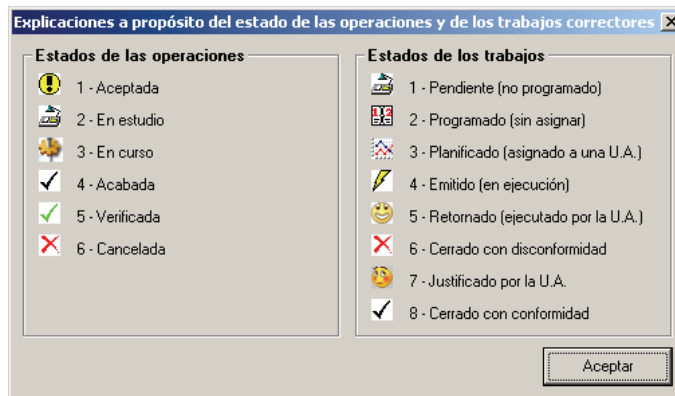 Explicaciones a propósito del estado de las operaciones y de los trabajos correctores
Estados de las operaciones
1 - Aceptada
2 - En estudio
3 - En curso
4 - Acabada
5 - Verificada
6 - Cancelada
Estados de los trabajos
1 - Pendiente (no programado)
2 - Programado (sin asignar)
3 - Planificado (asignado a una U.A.)
4 - Emitido (en ejecución)
5 - Retornado (ejecutado por la U.A.)
6 - Cerrado con disconformidad
7 - Justificado por la U.A.
8 - Cerrado con conformidad
Aceptar